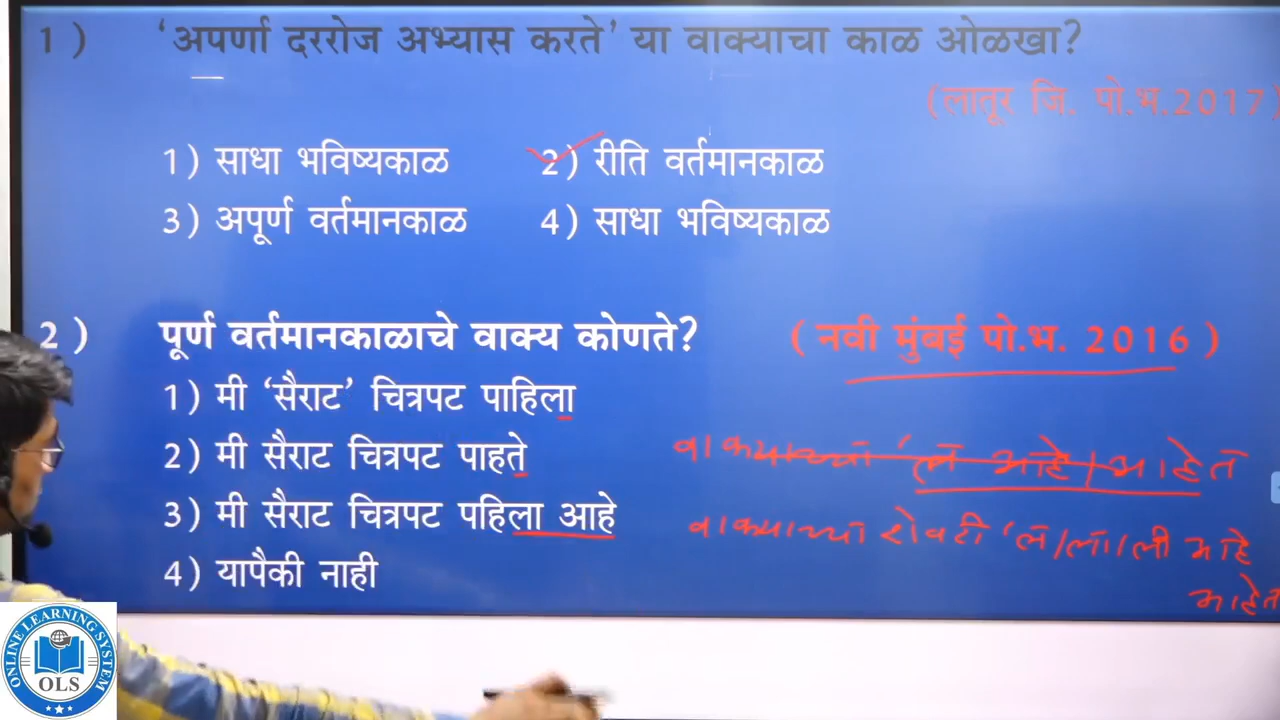 1) 'अपर्णा दररोज अभ्यास करते' या वाक्याचा काळ ओळखा?
(लातूर जि. पो.भ.2017)
1) साधा भविष्यकाळ 2) रीति वर्तमानकाळ
3) अपूर्ण वर्तमानकाळ 4) साधा भविष्यकाळ
2) पूर्ण वर्तमानकाळाचे वाक्य कोणते? (नवी मुंबई पो.भ. 2016)
1) मी 'सैराट' चित्रपट पाहिला
2) मी सैराट चित्रपट पाहते
3) मी सैराट चित्रपट पहिला आहे
4) यापैकी नाही
आहे / आहेत
वाक्याच्या शेवटी 'ल/ला/ली आहे
आहेत
ONLINE LEARNING SYSTEM
OLS